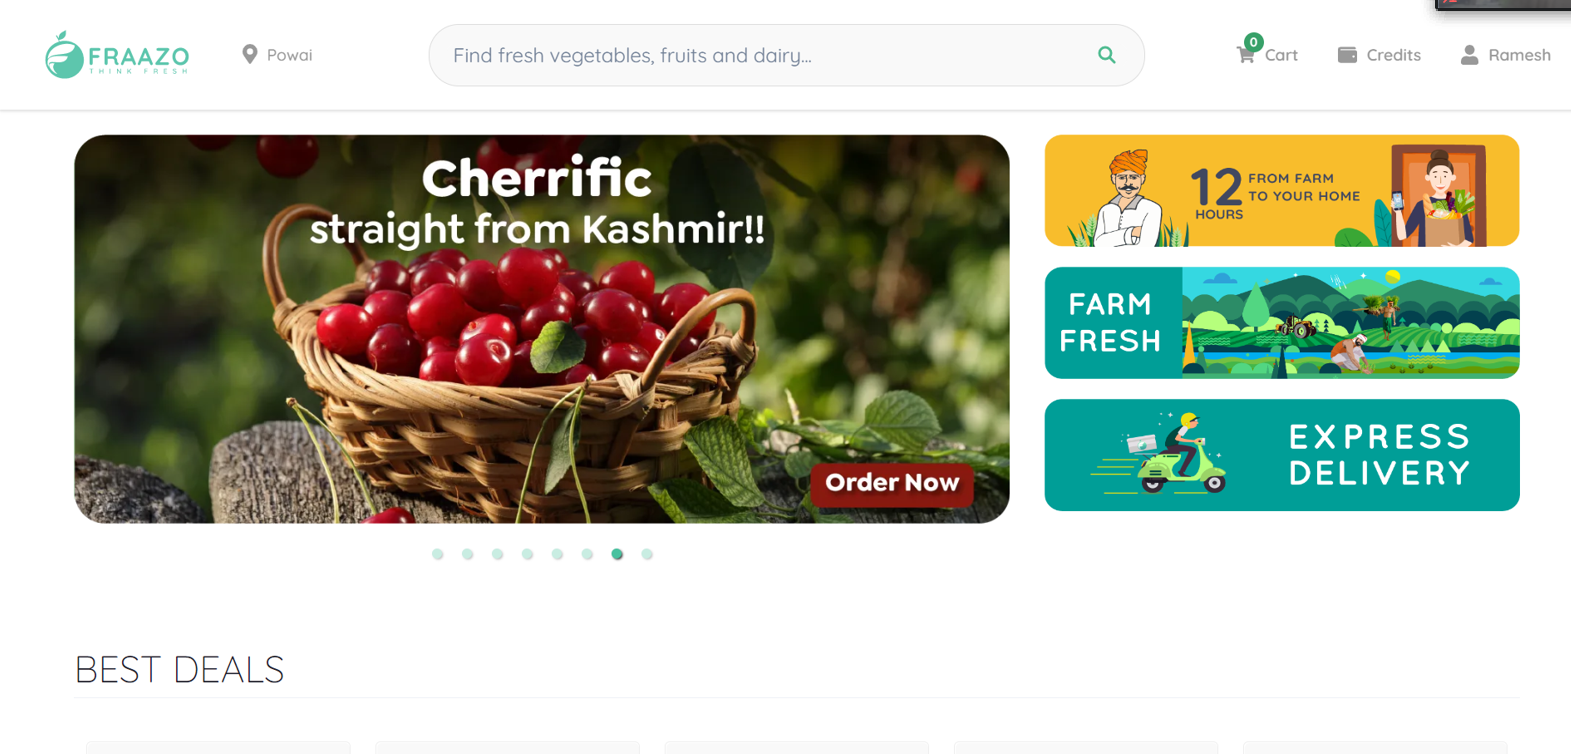 FRAAZO
THINK FRESH
Powai
Find fresh vegetables, fruits and dairy...
0
Cart
Credits
Ramesh
Cherrific
straight from Kashmir!!
Order Now
12
HOURS
FROM FARM
TO YOUR HOME
FARM
FRESH
EXPRESS
DELIVERY
BEST DEALS